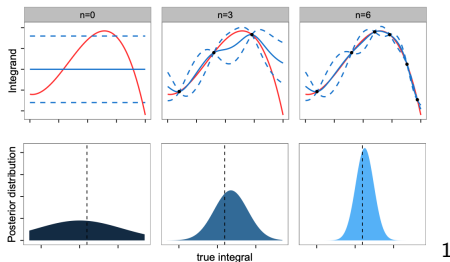 n=0
n=3
n=6
Integrand
Posterior distribution
true integral
1